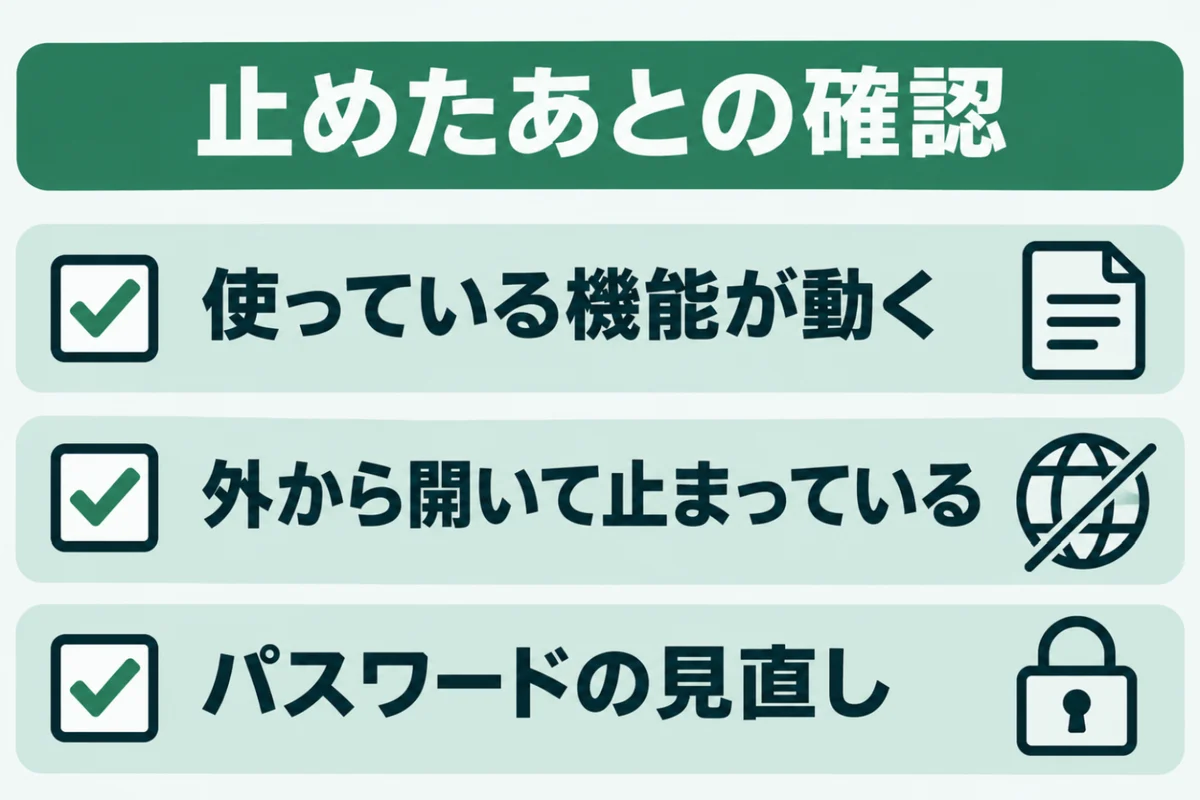 止めたあとの確認
使っている機能が動く
外から開いて止まっている
パスワードの見直し